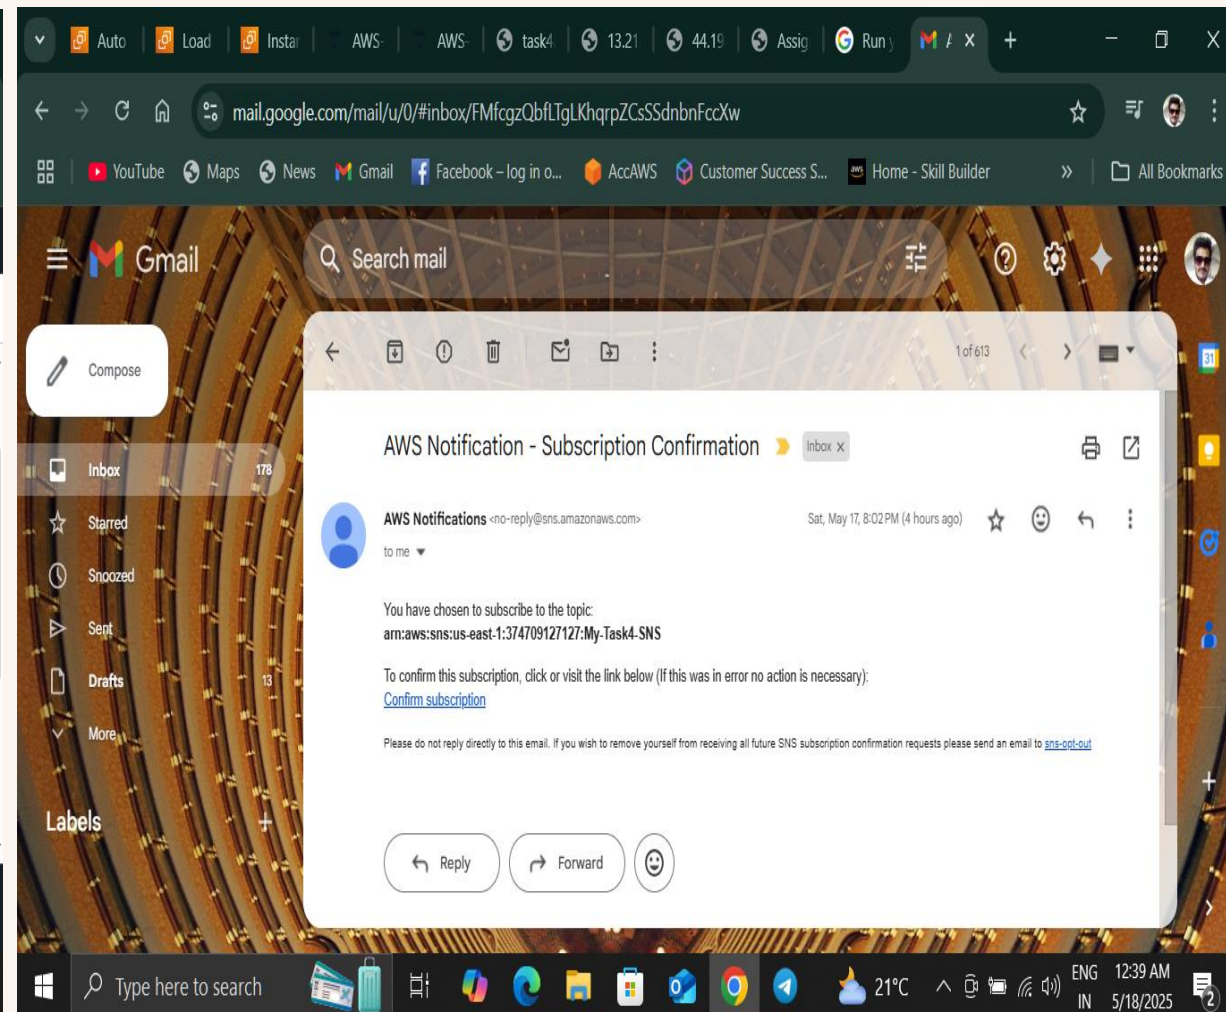 Auto Load Instar AWS- AWS- task4 13.21 44.19 Assig Run y
mail.google.com/mail/u/0/#inbox/FMfcgzQbfLTgLKhqrpZCsSSdnbnFccXw
YouTube Maps News Gmail Facebook – log in o... AccAWS Customer Success S... aws Home - Skill Builder » All Bookmarks
Gmail Search mail
Compose
1 of 613
31
AWS Notification - Subscription Confirmation Inbox x
Inbox 178
Starred
Snoozed
Sent
Drafts 13
More
Labels
AWS Notifications <no-reply@sns.amazonaws.com> Sat, May 17, 8:02 PM (4 hours ago)
to me
You have chosen to subscribe to the topic:
arn:aws:sns:us-east-1:374709127127:My-Task4-SNS
To confirm this subscription, click or visit the link below (If this was in error no action is necessary):
Confirm subscription
Please do not reply directly to this email. If you wish to remove yourself from receiving all future SNS subscription confirmation requests please send an email to sns-opt-out
Reply Forward
Type here to search
21°C
ENG
IN
12:39 AM
5/18/2025
2